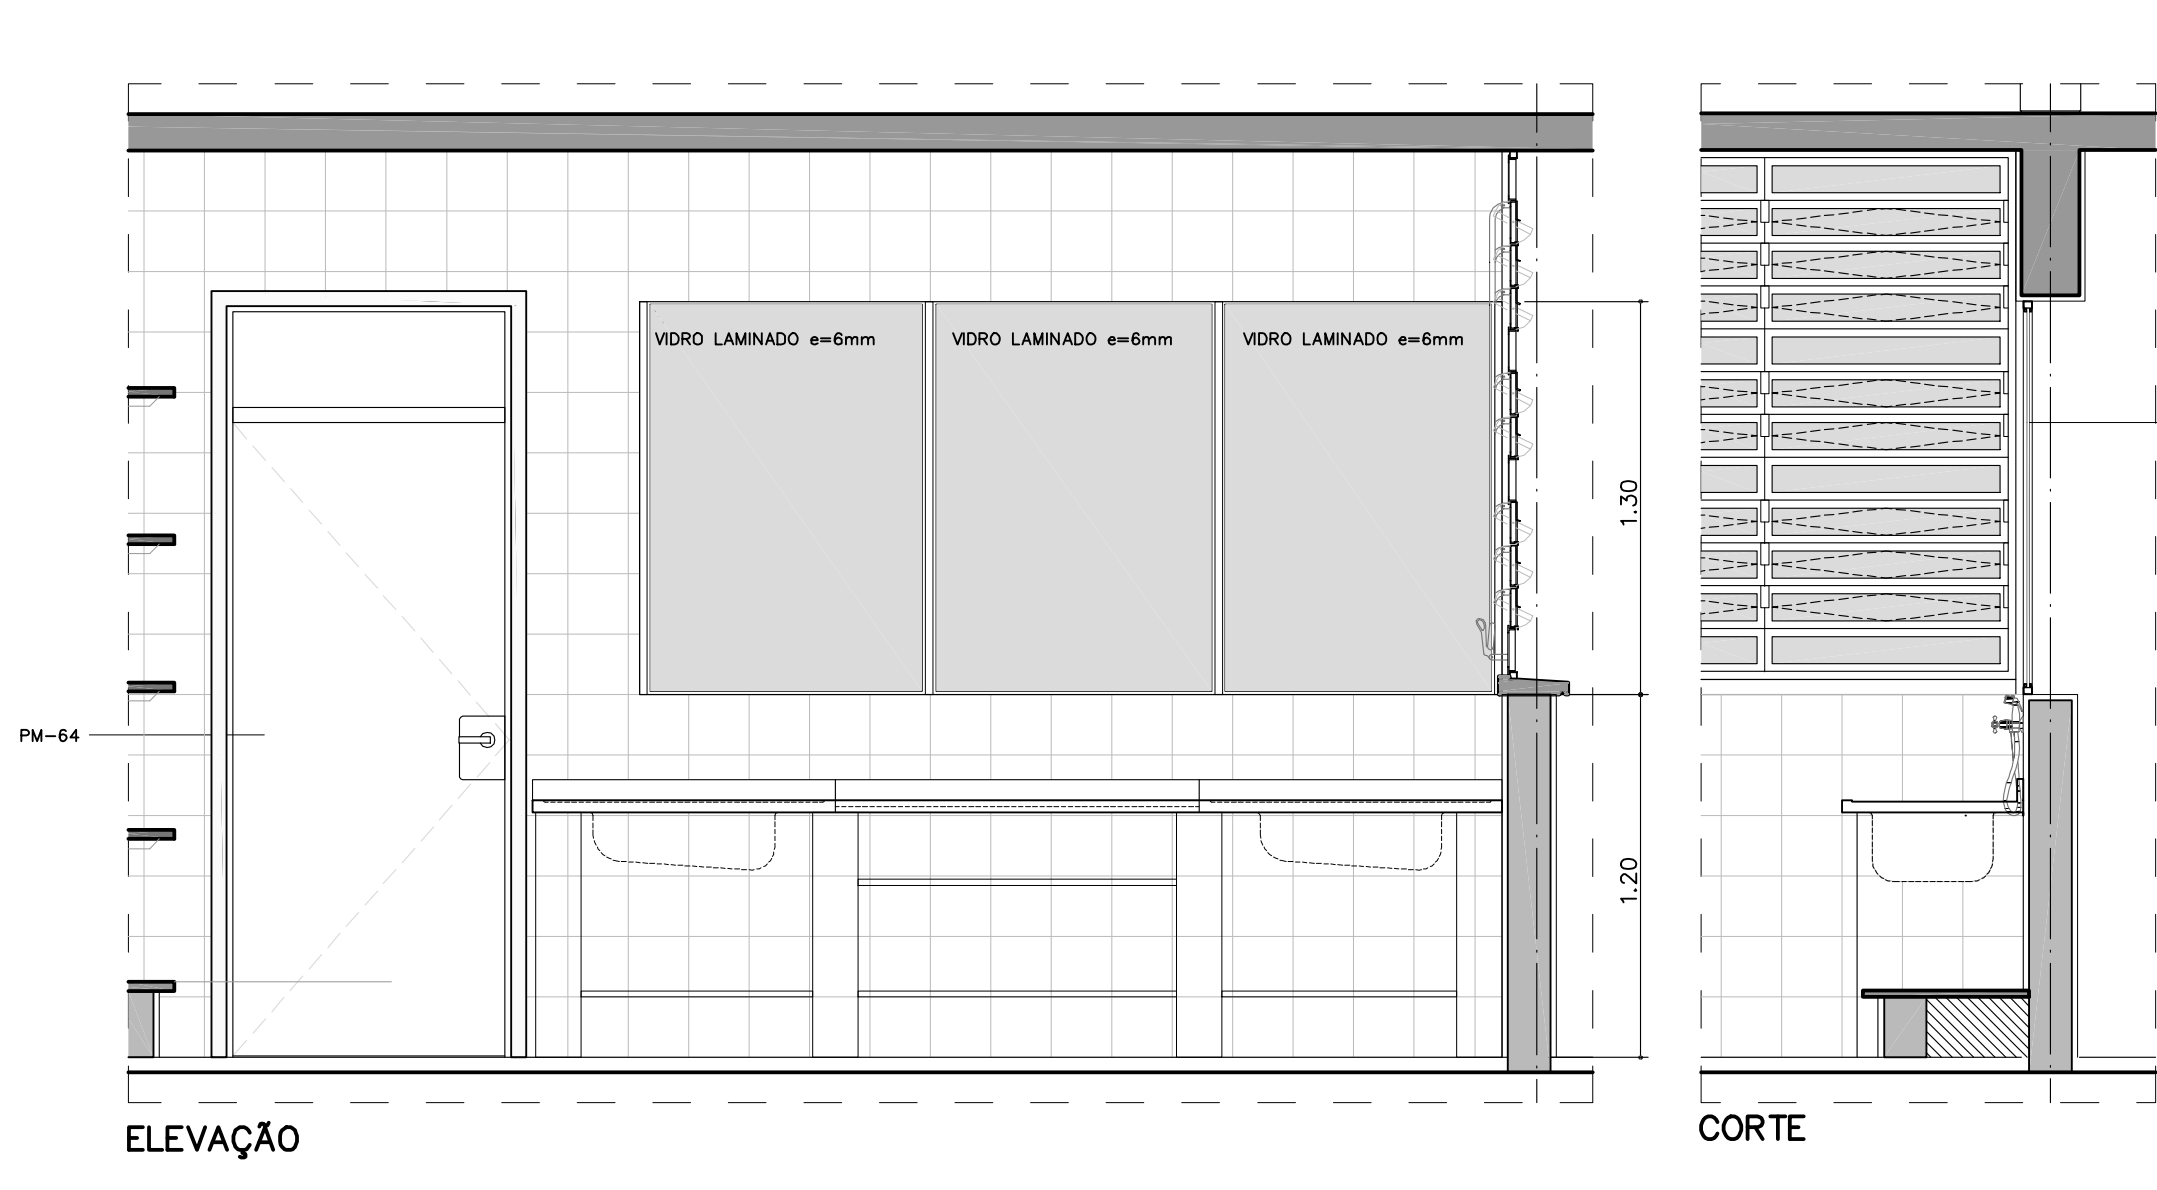 VIDRO LAMINADO e=6mm
VIDRO LAMINADO e=6mm
VIDRO LAMINADO e=6mm
1.30
PM-64
1.20
ELEVAÇÃO
CORTE